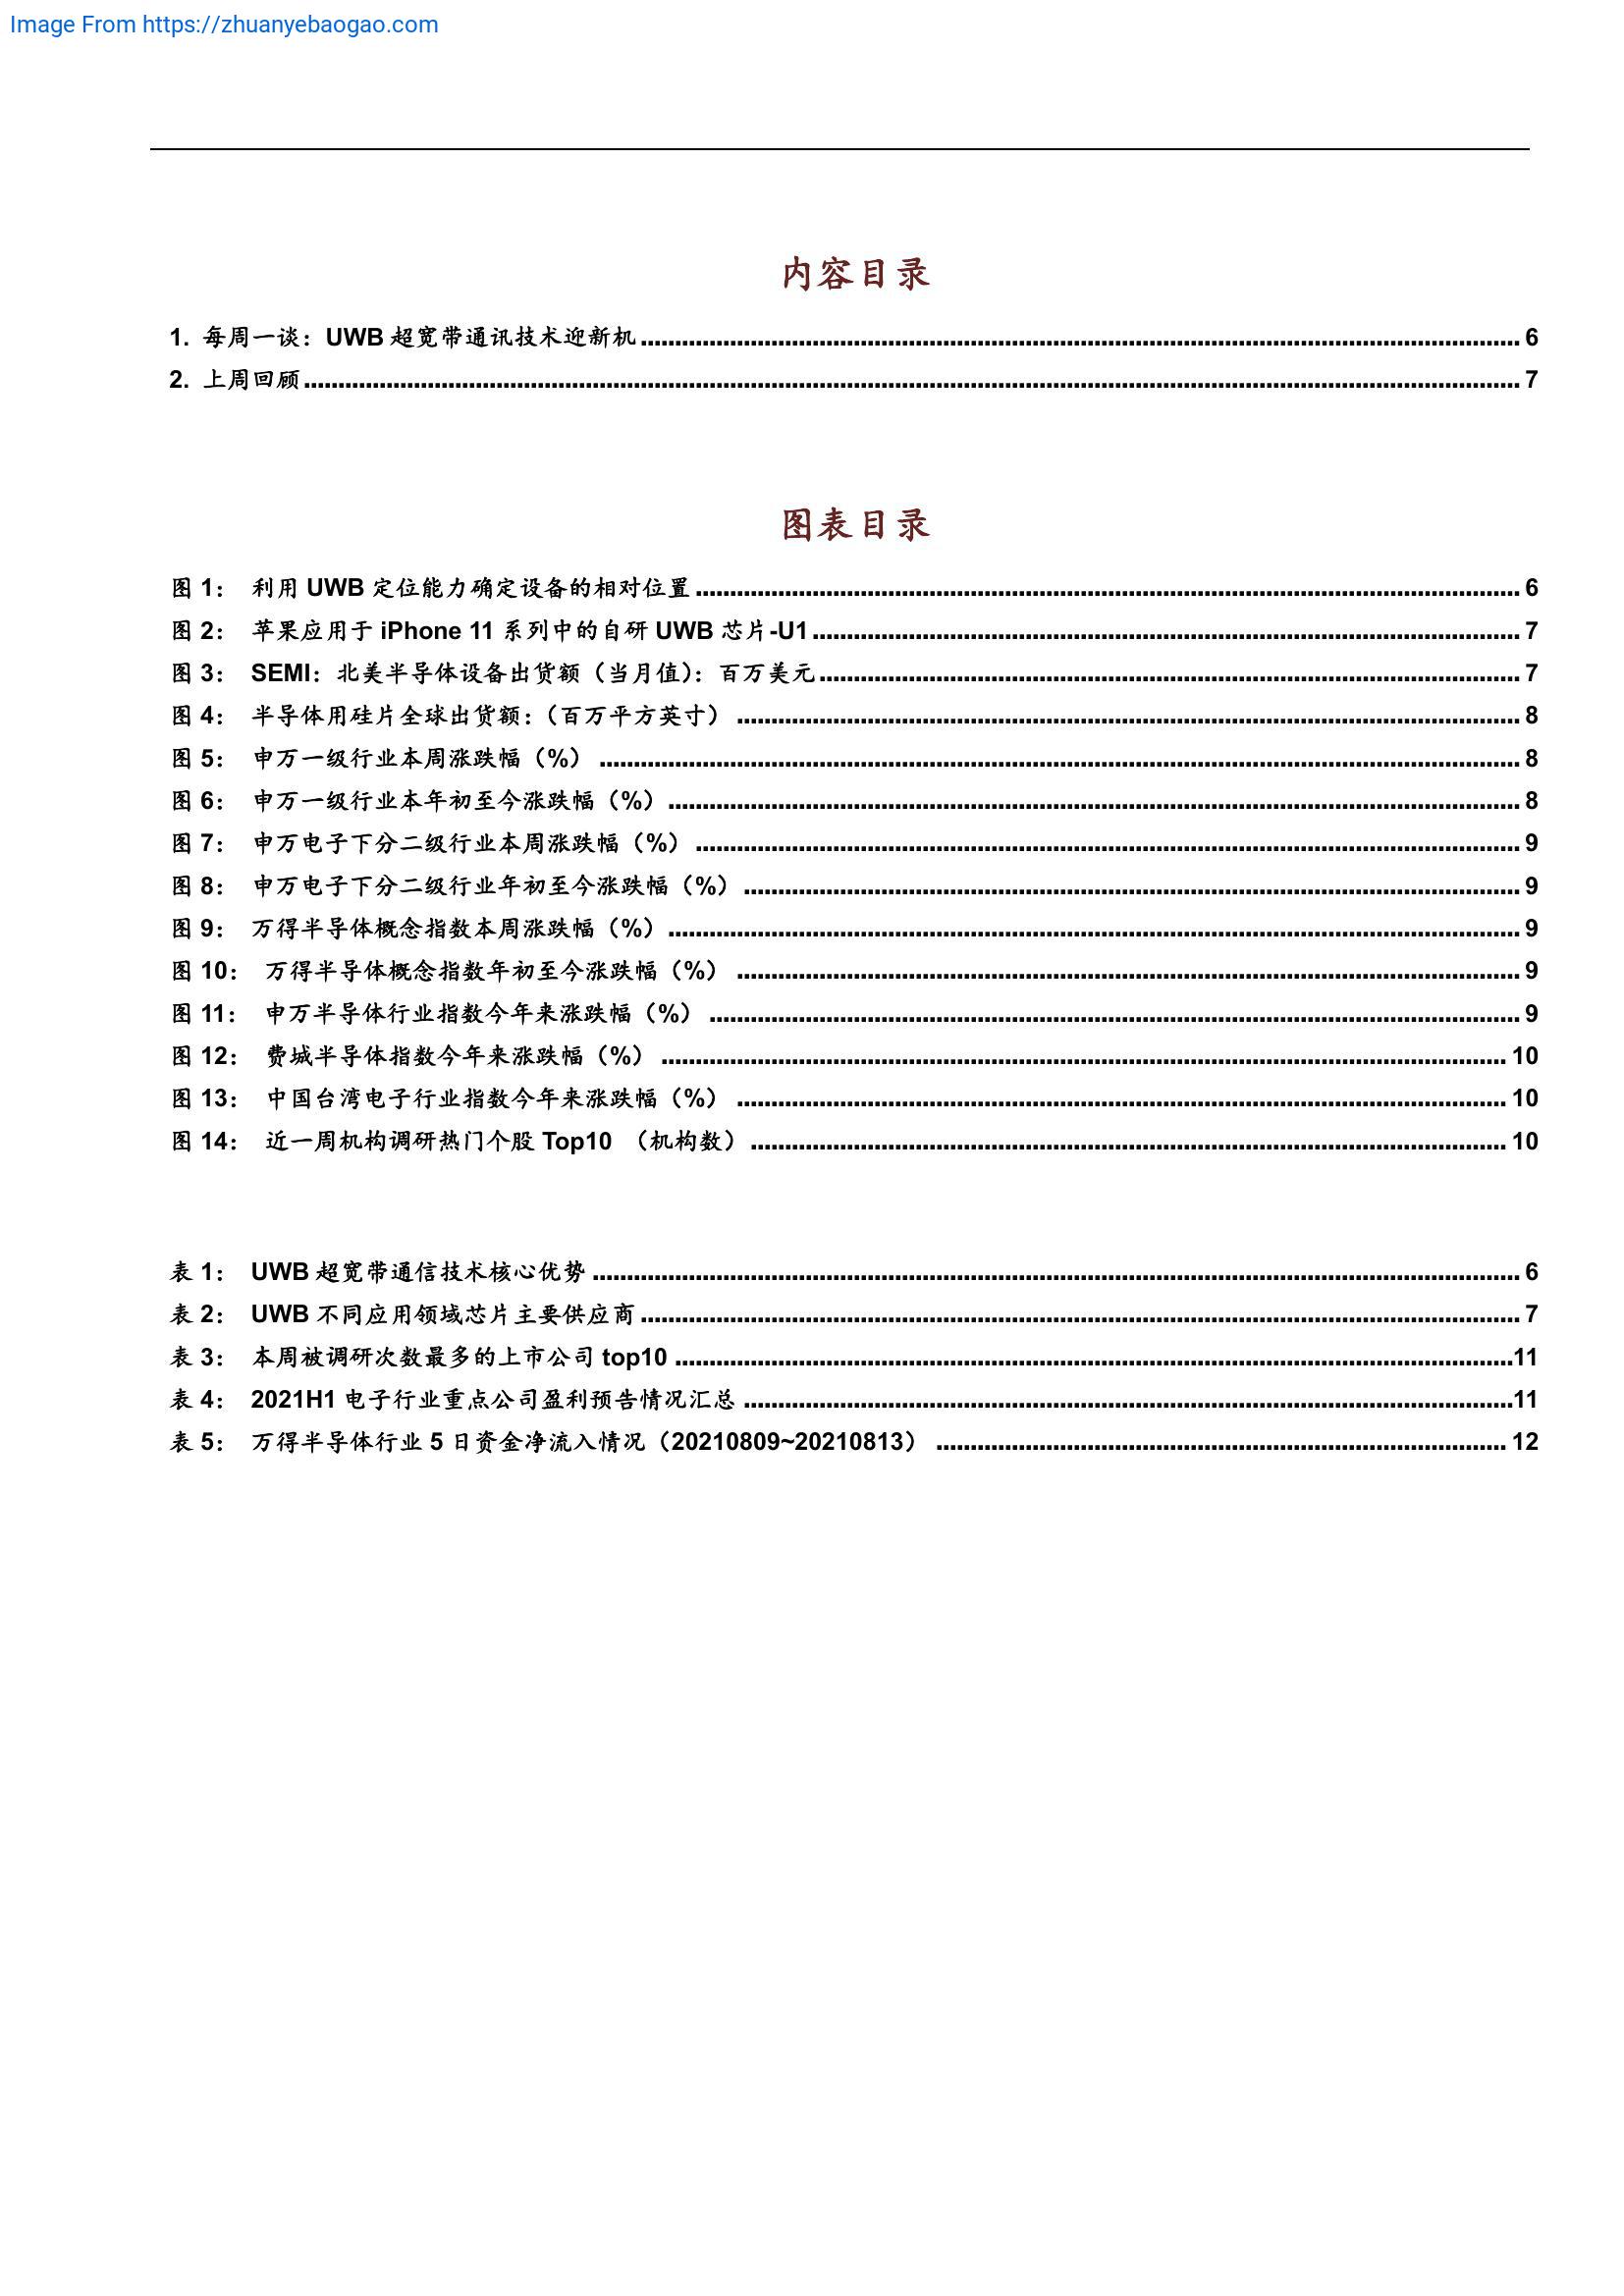 Image From https://zhuanyebaogao.com
内容目录
1. 每周一谈：UWB 超宽带通讯技术迎新机 6
2. 上周回顾 7
图表目录
图 1： 利用 UWB 定位能力确定设备的相对位置 6
图 2： 苹果应用于 iPhone 11 系列中的自研 UWB 芯片-U1 7
图 3： SEMI：北美半导体设备出货额（当月值）：百万美元 7
图 4： 半导体用硅片全球出货额：（百万平方英寸） 8
图 5： 申万一级行业本周涨跌幅（%） 8
图 6： 申万一级行业本年初至今涨跌幅（%） 8
图 7： 申万电子下分二级行业本周涨跌幅（%） 9
图 8： 申万电子下分二级行业年初至今涨跌幅（%） 9
图 9： 万得半导体概念指数本周涨跌幅（%） 9
图 10： 万得半导体概念指数年初至今涨跌幅（%） 9
图 11： 申万半导体行业指数今年来涨跌幅（%） 9
图 12： 费城半导体指数今年来涨跌幅（%） 10
图 13： 中国台湾电子行业指数今年来涨跌幅（%） 10
图 14： 近一周机构调研热门个股 Top10 （机构数） 10
表 1： UWB 超宽带通信技术核心优势 6
表 2： UWB 不同应用领域芯片主要供应商 7
表 3： 本周被调研次数最多的上市公司 top10 11
表 4： 2021H1 电子行业重点公司盈利预告情况汇总 11
表 5： 万得半导体行业 5 日资金净流入情况（20210809~20210813） 12